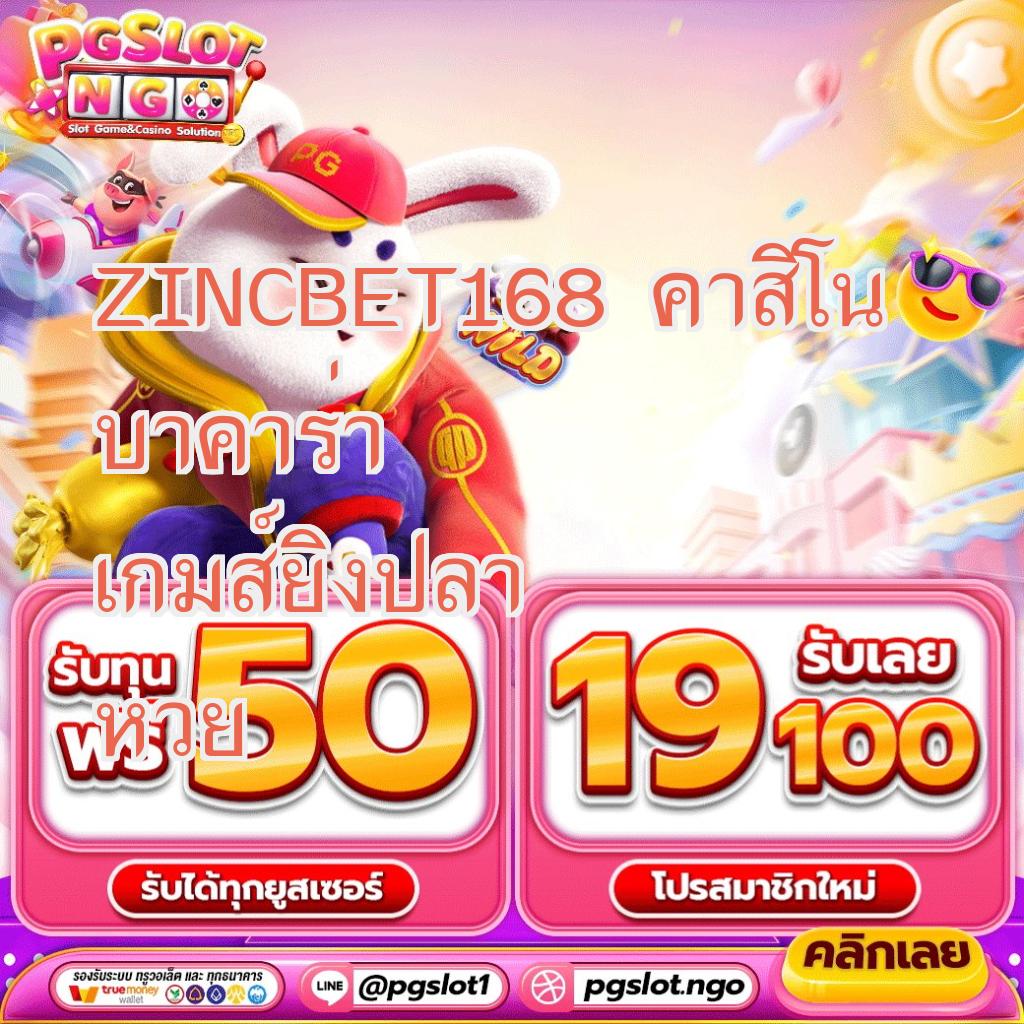 PGSLOT
NGO
Slot Game&Casino Solution
PG
WILD
ZINCBET168 คาสิโน
บาคาร่า
เกมส์ยิงปลา
หวย
รับทุน
ฟรี
50
รับได้ทุกยูสเซอร์
19
รับเลย
100
โปรสมาชิกใหม่
คลิกเลย
รองรับระบบ ทรูวอเล็ต และ ทุกธนาคาร
truemoney
wallet
LINE
@pgslot1
pgslot.ngo